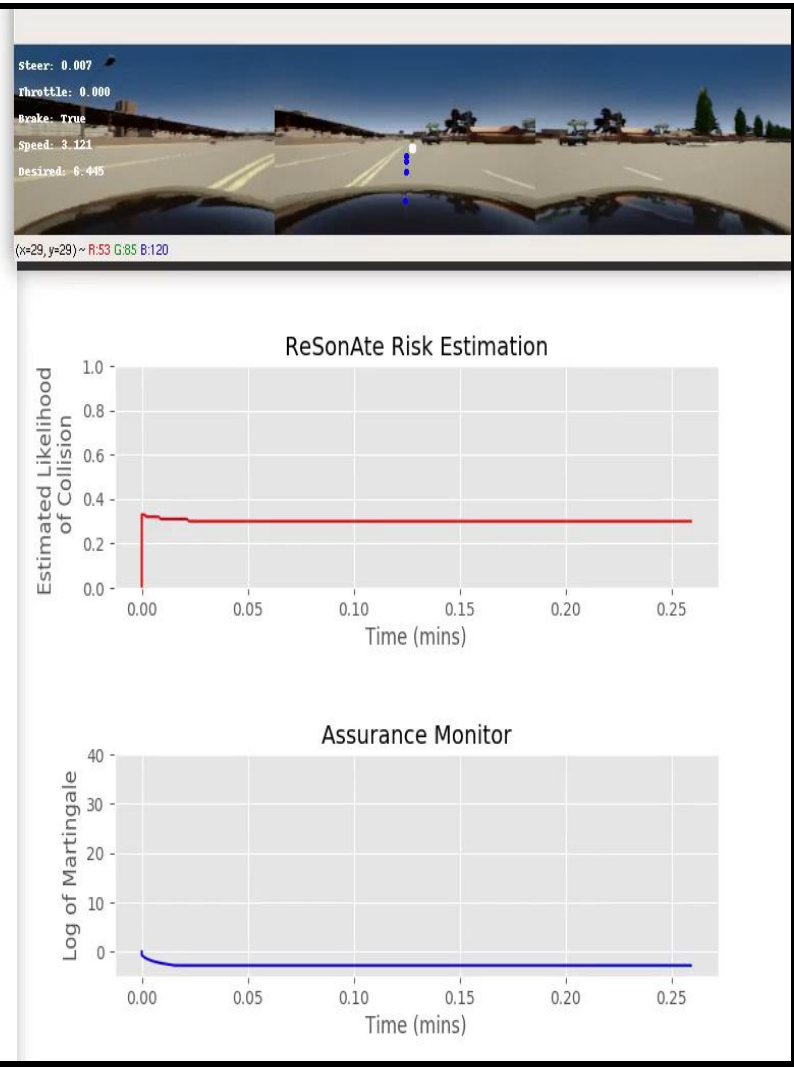 Steer: 0.007
Throttle: 0.000
Brake: True
Speed: 3.121
Desired: 6.445
(x=29, y=29) ~ R:53 G:85 B:120
ReSonAte Risk Estimation
Estimated Likelihood
of Collision
1.0
0.8
0.6
0.4
0.2
0.0
0.00 0.05 0.10 0.15 0.20 0.25
Time (mins)
Assurance Monitor
Log of Martingale
40
30
20
10
0
0.00 0.05 0.10 0.15 0.20 0.25
Time (mins)